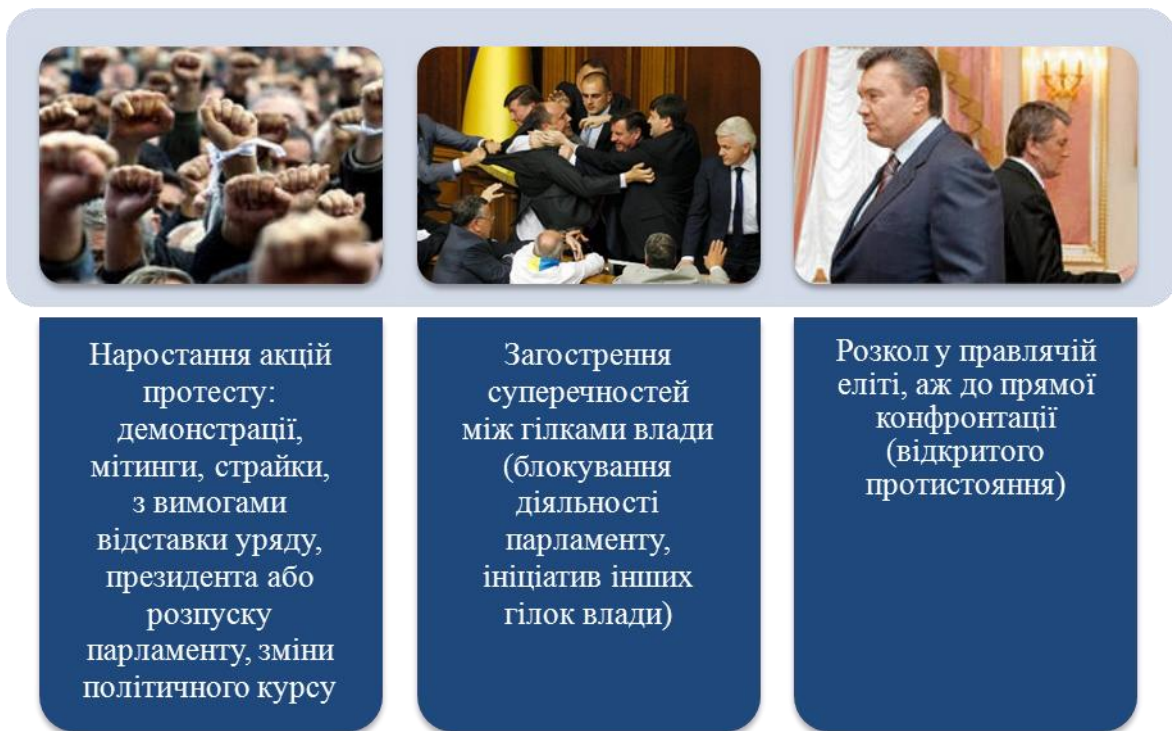 Наростання акцій
протесту:
демонстрації,
мітинги, страйки,
з вимогами
відставки уряду,
президента або
розпуску
парламенту, зміни
політичного курсу
Загострення
суперечностей
між гілками влади
(блокування
діяльності
парламенту,
ініціатив інших
гілок влади)
Розкол у правлячій
еліті, аж до прямої
конфронтації
(відкритого
протистояння)